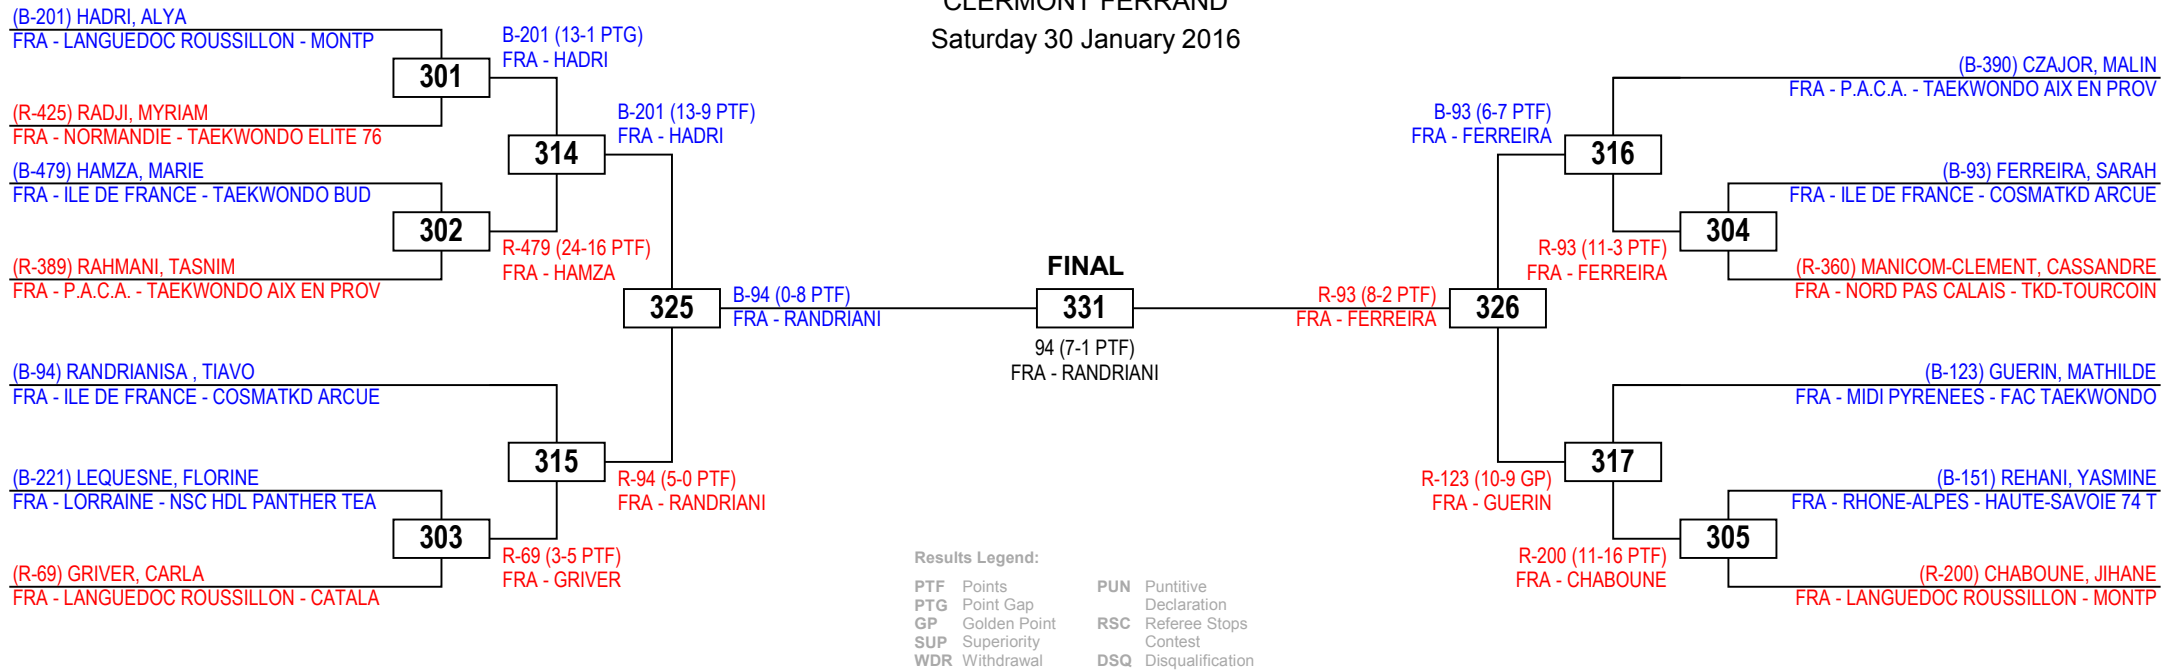 CLERMONT FERRAND
Saturday 30 January 2016
(B-201) HADRI, ALYA
FRA - LANGUEDOC ROUSSILLON - MONTP
(R-425) RADJI, MYRIAM
FRA - NORMANDIE - TAEKWONDO ELITE 76
(B-479) HAMZA, MARIE
FRA - ILE DE FRANCE - TAEKWONDO BUD
(R-389) RAHMANI, TASNIM
FRA - P.A.C.A. - TAEKWONDO AIX EN PROV
(B-94) RANDRIANISA , TIAVO
FRA - ILE DE FRANCE - COSMATKD ARCUE
(B-221) LEQUESNE, FLORINE
FRA - LORRAINE - NSC HDL PANTHER TEA
(R-69) GRIVER, CARLA
FRA - LANGUEDOC ROUSSILLON - CATALA
301
302
303
B-201 (13-1 PTG)
FRA - HADRI
R-479 (24-16 PTF)
FRA - HAMZA
R-69 (3-5 PTF)
FRA - GRIVER
314
315
B-201 (13-9 PTF)
FRA - HADRI
R-94 (5-0 PTF)
FRA - RANDRIANI
325
B-94 (0-8 PTF)
FRA - RANDRIANI
FINAL
331
94 (7-1 PTF)
FRA - RANDRIANI
R-93 (8-2 PTF)
FRA - FERREIRA
326
B-93 (6-7 PTF)
FRA - FERREIRA
R-123 (10-9 GP)
FRA - GUERIN
316
317
R-93 (11-3 PTF)
FRA - FERREIRA
R-200 (11-16 PTF)
FRA - CHABOUNE
304
305
(B-390) CZAJOR, MALIN
FRA - P.A.C.A. - TAEKWONDO AIX EN PROV
(B-93) FERREIRA, SARAH
FRA - ILE DE FRANCE - COSMATKD ARCUE
(R-360) MANICOM-CLEMENT, CASSANDRE
FRA - NORD PAS CALAIS - TKD-TOURCOIN
(B-123) GUERIN, MATHILDE
FRA - MIDI PYRENEES - FAC TAEKWONDO
(B-151) REHANI, YASMINE
FRA - RHONE-ALPES - HAUTE-SAVOIE 74 T
(R-200) CHABOUNE, JIHANE
FRA - LANGUEDOC ROUSSILLON - MONTP
Results Legend:
PTF Points
PTG Point Gap
GP Golden Point
SUP Superiority
WDR Withdrawal
PUN Puntitive
Declaration
RSC Referee Stops
Contest
DSQ Disqualification